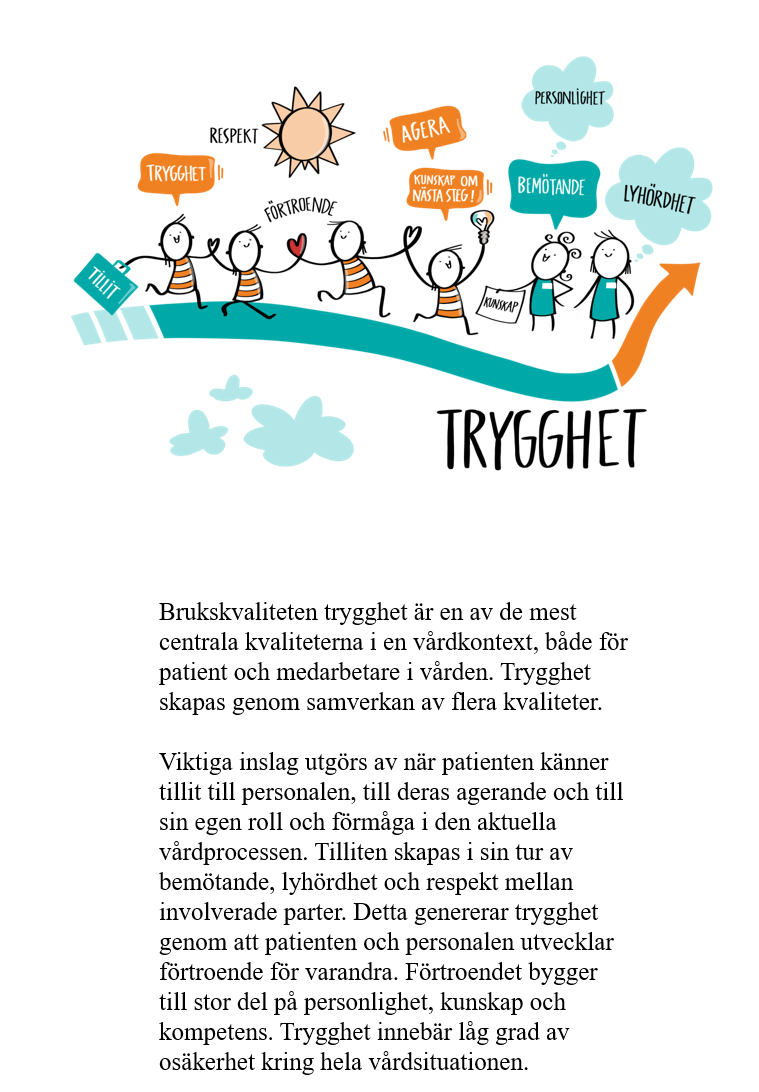 PERSONLIGHET
AGERA
RESPEKT
TRYGGHET
KUNSKAP OM
NÄSTA STEG!
BEMÖTANDE
LYHÖRDHET
FÖRTROENDE
TILLIT
KUNSKAP
TRYGGHET
Brukskvaliteten trygghet är en av de mest
centrala kvaliteterna i en vårdkontext, både för
patient och medarbetare i vården. Trygghet
skapas genom samverkan av flera kvaliteter.
Viktiga inslag utgörs av när patienten känner
tillit till personalen, till deras agerande och till
sin egen roll och förmåga i den aktuella
vårdprocessen. Tilliten skapas i sin tur av
bemötande, lyhördhet och respekt mellan
involverade parter. Detta genererar trygghet
genom att patienten och personalen utvecklar
förtroende för varandra. Förtroendet bygger
till stor del på personlighet, kunskap och
kompetens. Trygghet innebär låg grad av
osäkerhet kring hela vårdsituationen.